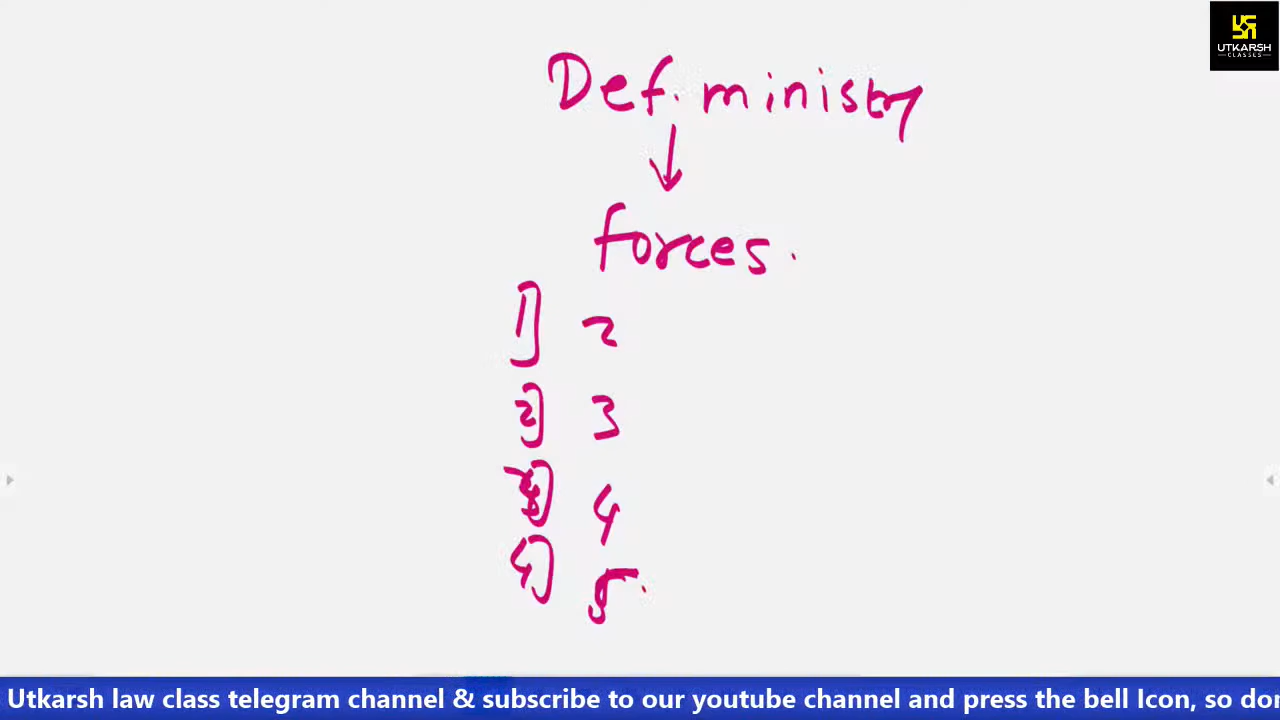 UTKARSH
CLASSES
Def. ministry
forces.
1] 2
2] 3
3] 4
4] 5.
Utkarsh law class telegram channel & subscribe to our youtube channel and press the bell Icon, so don